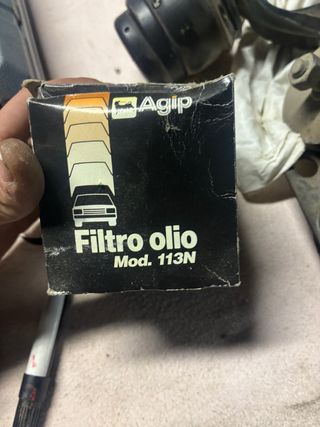 Agip
Filtro olio
Mod. 113N